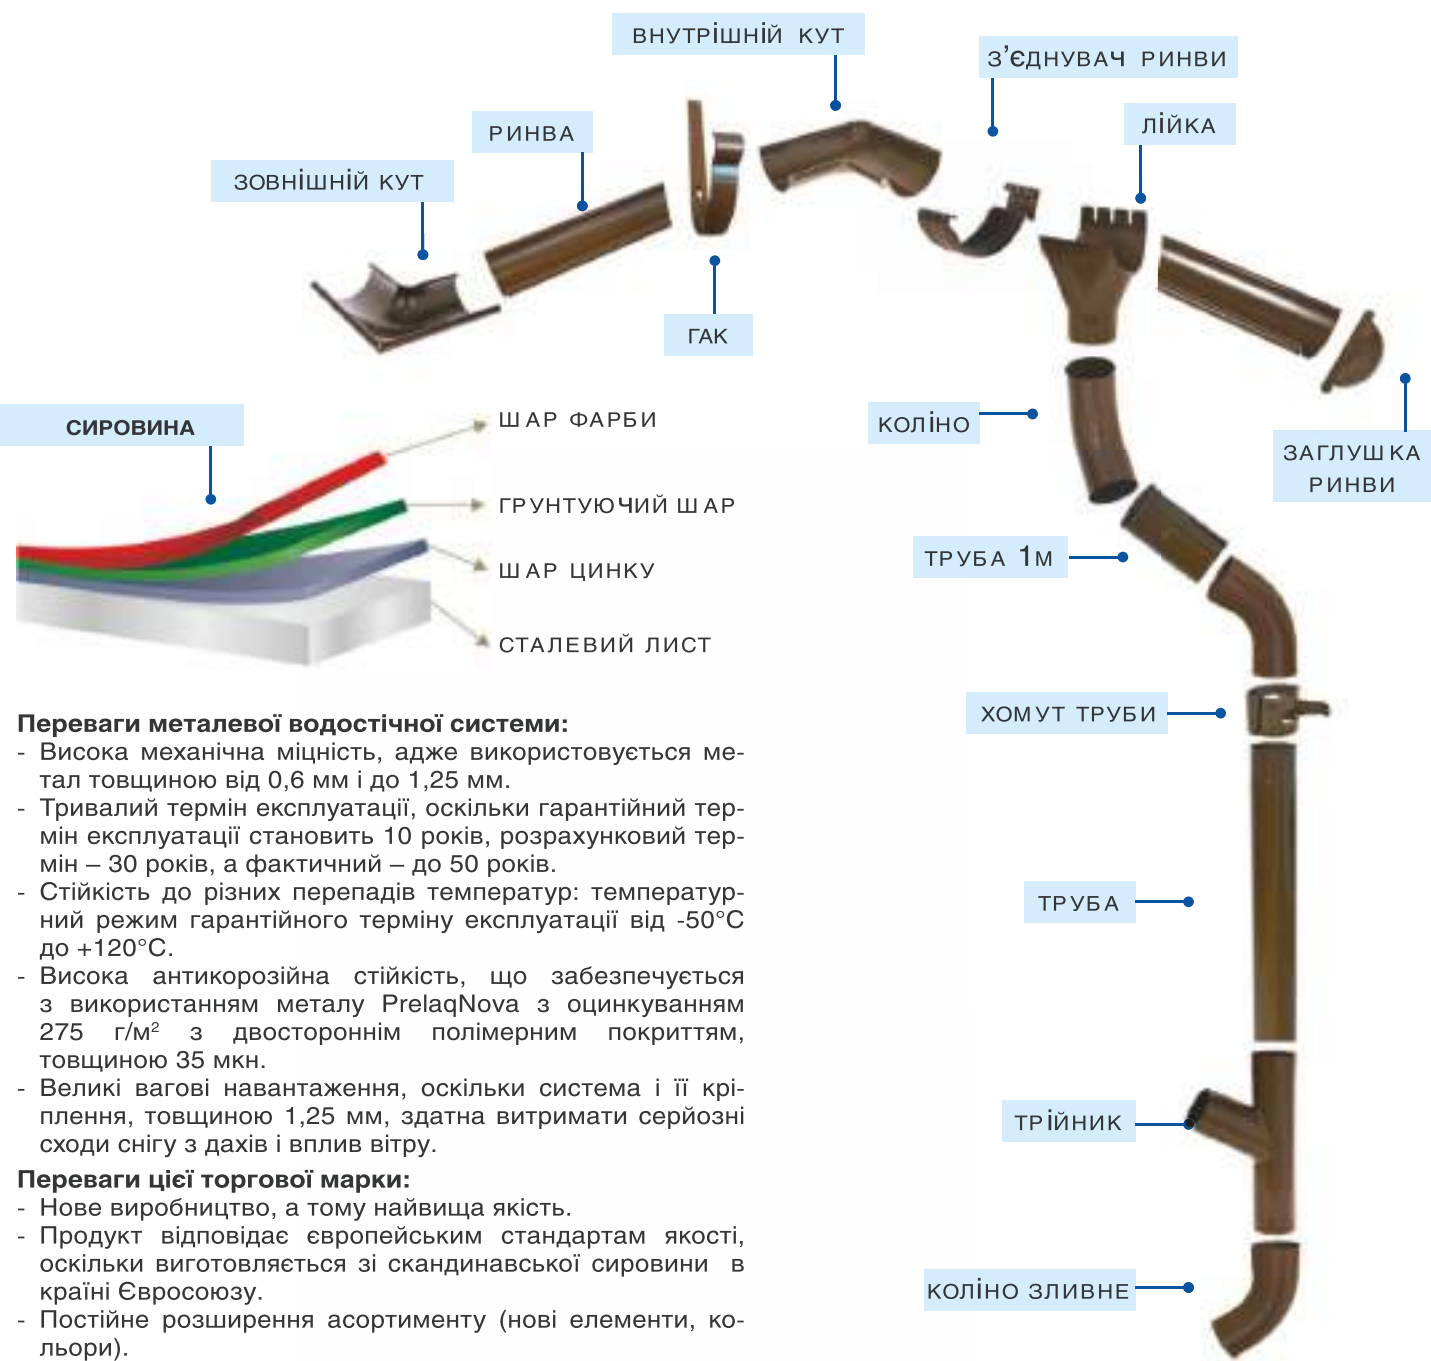 ВНУТРІШНІЙ КУТ
З’ЄДНУВАЧ РИНВИ
ЛІЙКА
РИНВА
ЗОВНІШНІЙ КУТ
ГАК
КОЛІНО
ЗАГЛУШКА
РИНВИ
СИРОВИНА
ШАР ФАРБИ
ГРУНТУЮЧИЙ ШАР
ШАР ЦИНКУ
СТАЛЕВИЙ ЛИСТ
ТРУБА 1М
ХОМУТ ТРУБИ
ТРУБА
ТРІЙНИК
КОЛІНО ЗЛИВНЕ
Переваги металевої водостічної системи:
- Висока механічна міцність, адже використовується ме-
тал товщиною від 0,6 мм і до 1,25 мм.
- Тривалий термін експлуатації, оскільки гарантійний тер-
мін експлуатації становить 10 років, розрахунковий тер-
мін – 30 років, а фактичний – до 50 років.
- Стійкість до різних перепадів температур: температур-
ний режим гарантійного терміну експлуатації від -50°С
до +120°С.
- Висока антикорозійна стійкість, що забезпечується
з використанням металу PrelaqNova з оцинкуванням
275 г/м² з двостороннім полімерним покриттям,
товщиною 35 мкн.
- Великі вагові навантаження, оскільки система і її крі-
плення, товщиною 1,25 мм, здатна витримати серйозні
сходи снігу з дахів і вплив вітру.
Переваги цієї торгової марки:
- Нове виробництво, а тому найвища якість.
- Продукт відповідає європейським стандартам якості,
оскільки виготовляється зі скандинавської сировини в
країні Євросоюзу.
- Постійне розширення асортименту (нові елементи, ко-
льори).